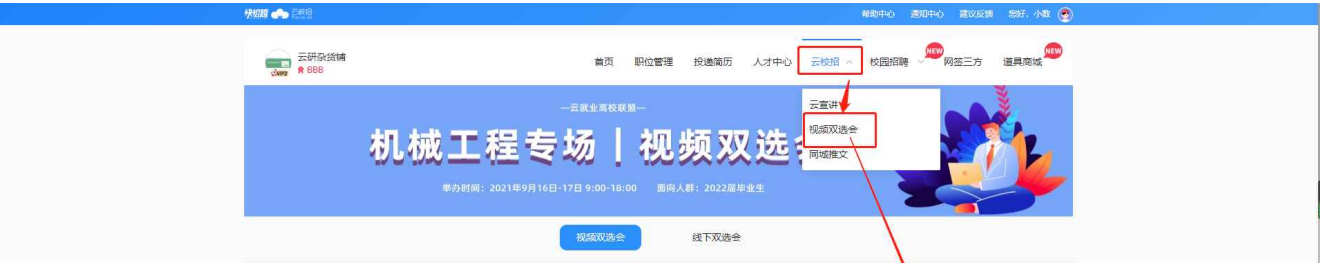 快招聘 云校招
帮助中心 通知中心 建议反馈 您好，小数
云研杂货铺
BBB
首页 职位管理 投递简历 人才中心 云校招 校园招聘 NEW 网签三方 道具商城 NEW
云宣讲
视频双选会
同城推文
—云就业高校联盟—
机械工程专场｜视频双选
举办时间：2021年9月16日-17日 9:00-18:00 面向人群：2022届毕业生
视频双选会 线下双选会